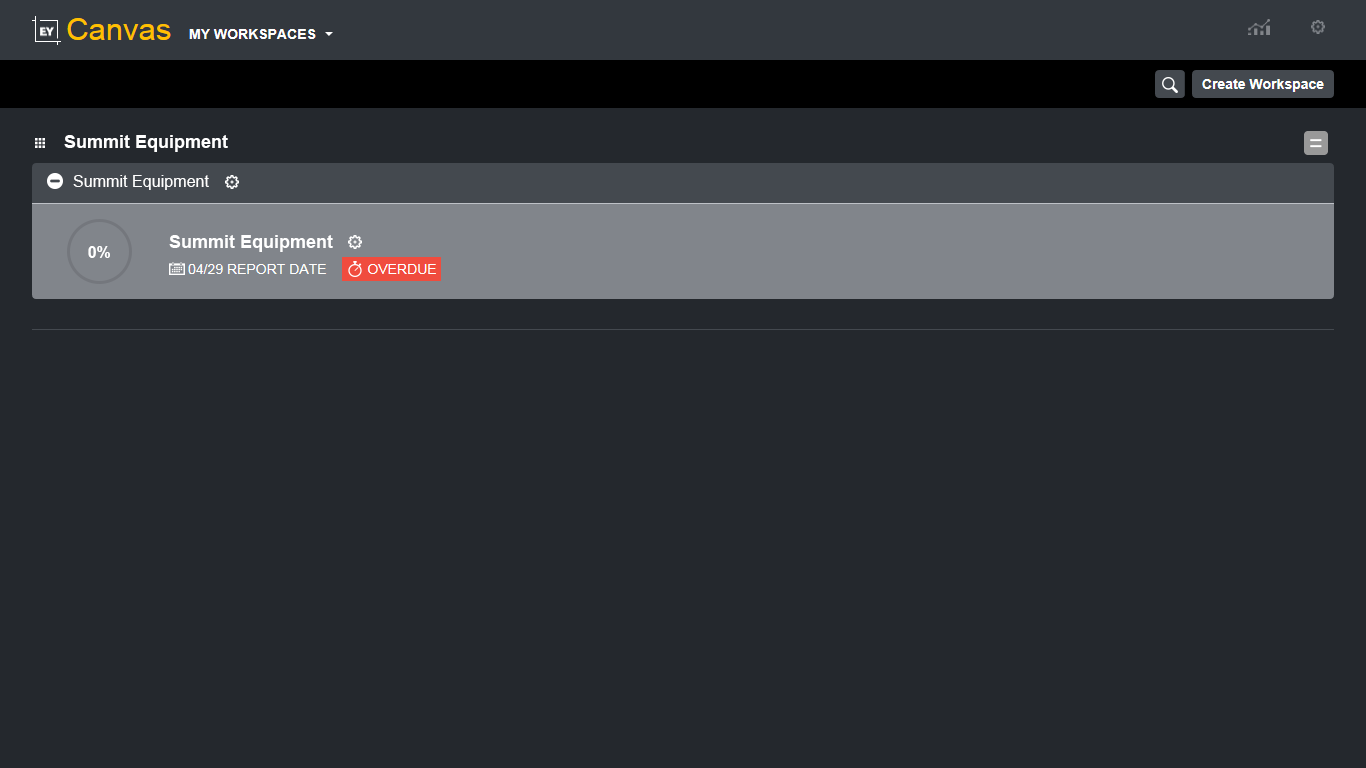 EY Canvas MY WORKSPACES
Create Workspace
Summit Equipment
Summit Equipment
0%
Summit Equipment
04/29 REPORT DATE OVERDUE